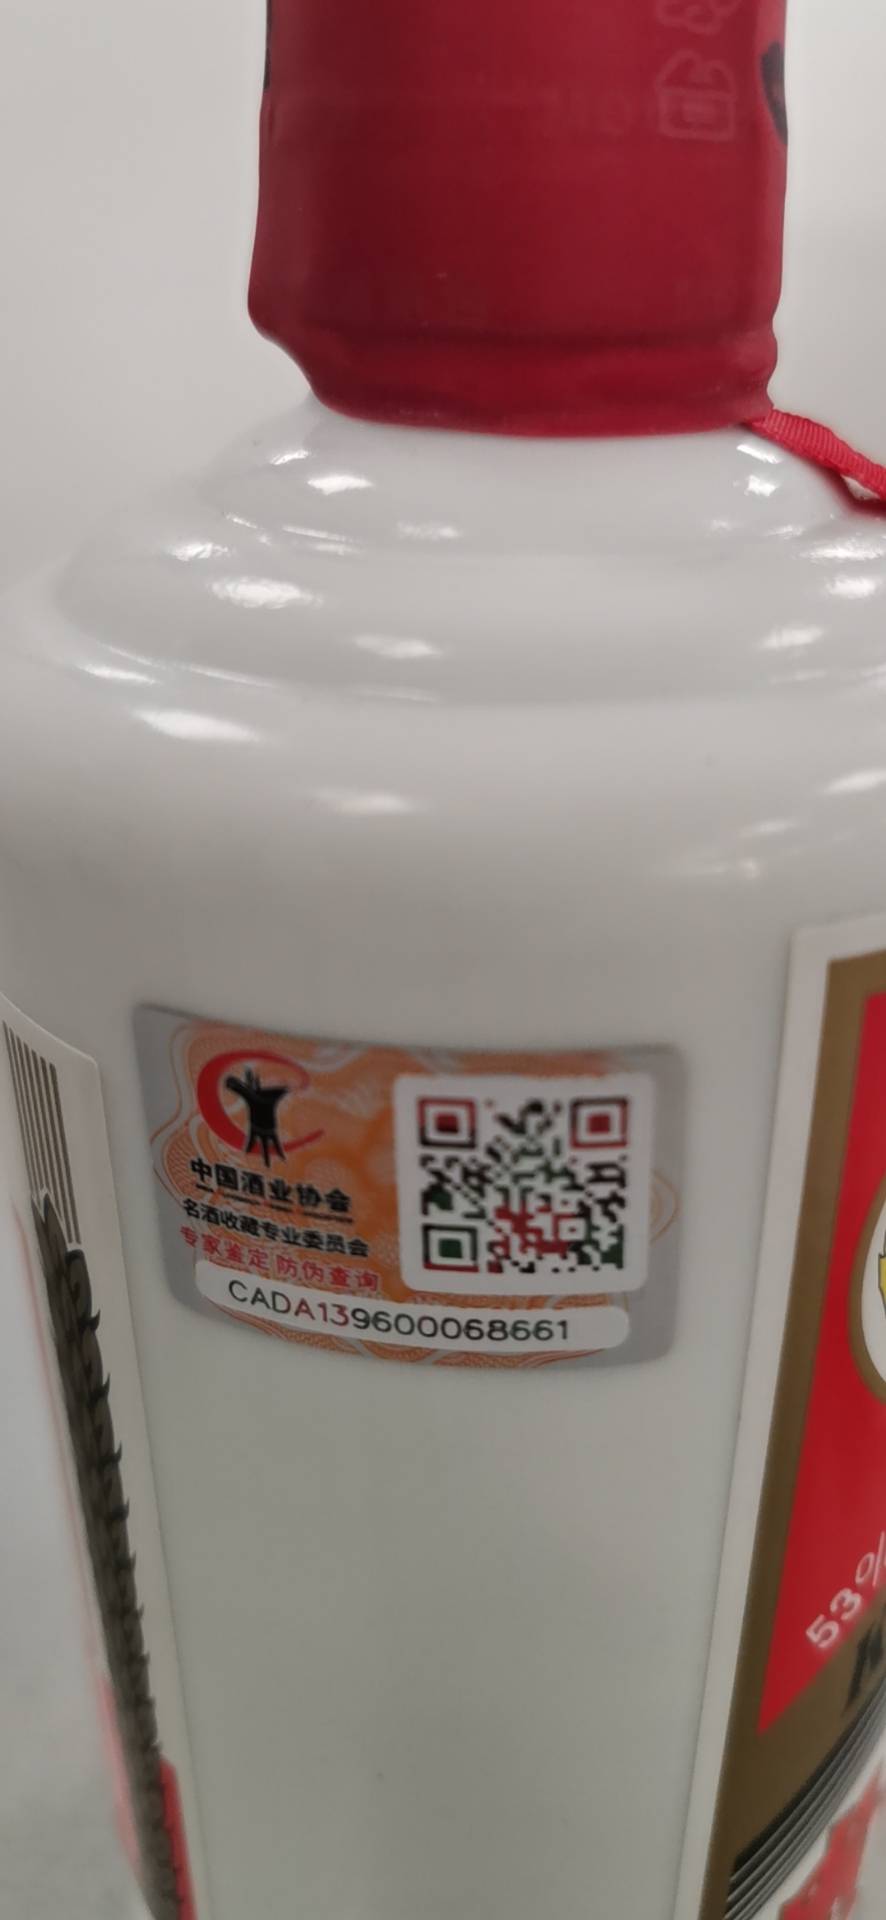 中国酒业协会
名酒收藏专业委员会
专家鉴定 防伪查询
CADA139600068661
53%